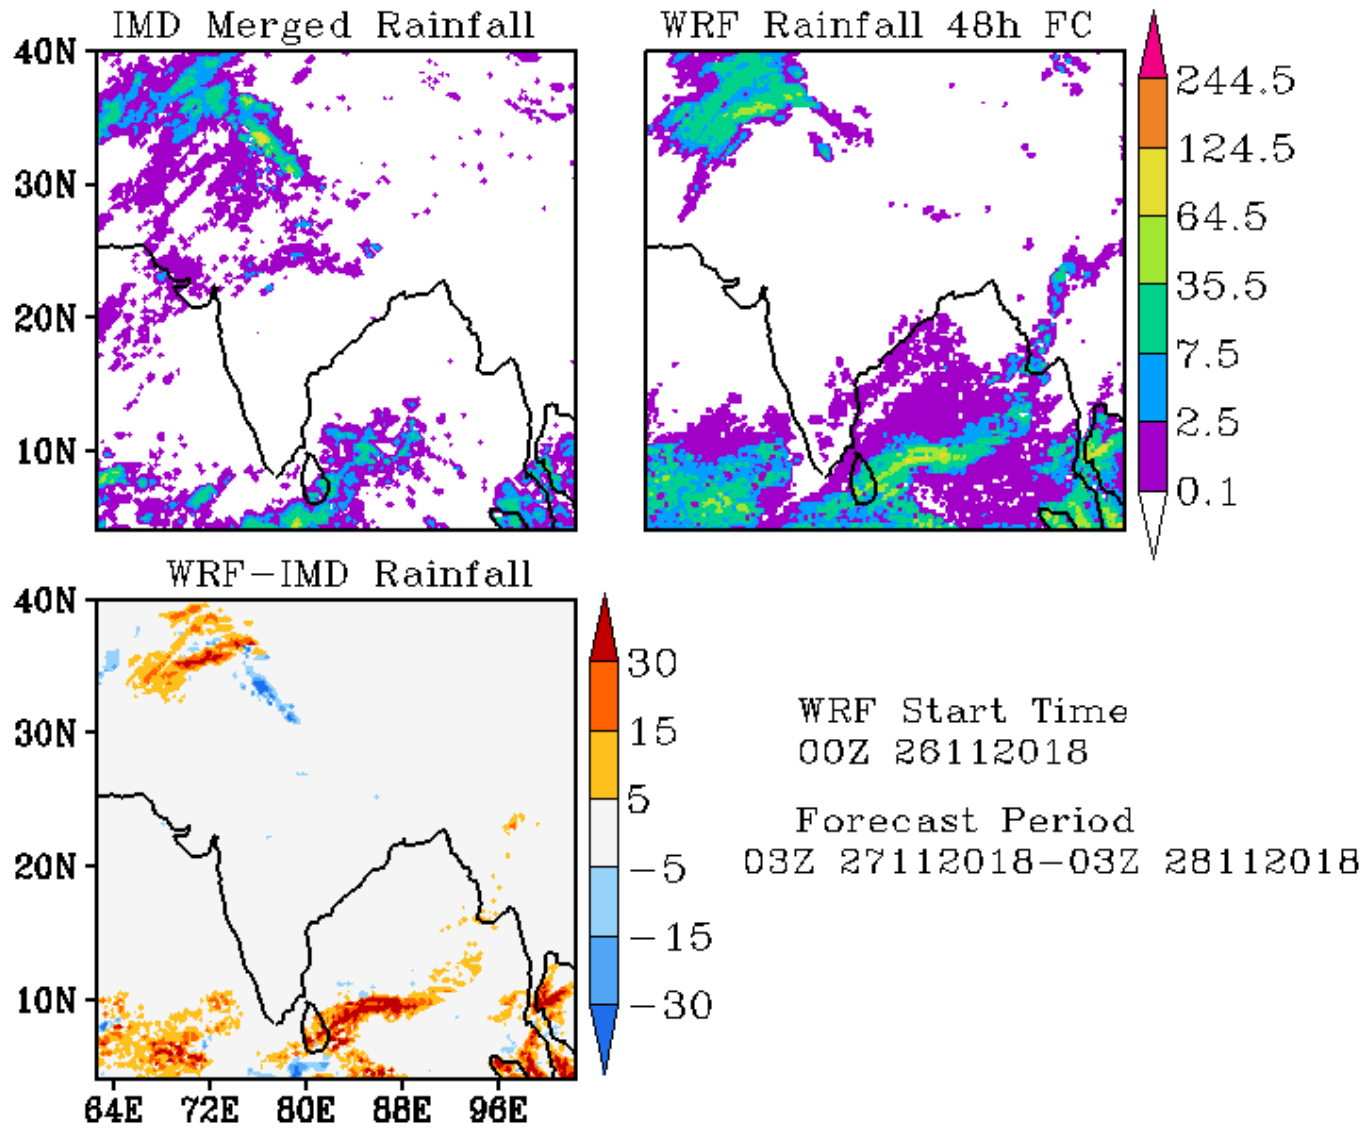 IMD Merged Rainfall
WRF Rainfall 48h FC
40N
30N
20N
10N
244.5
124.5
64.5
35.5
7.5
2.5
0.1
WRF-IMD Rainfall
40N
30N
20N
10N
64E 72E 80E 88E 96E
30
15
5
-5
-15
-30
WRF Start Time
00Z 26112018
Forecast Period
03Z 27112018-03Z 28112018